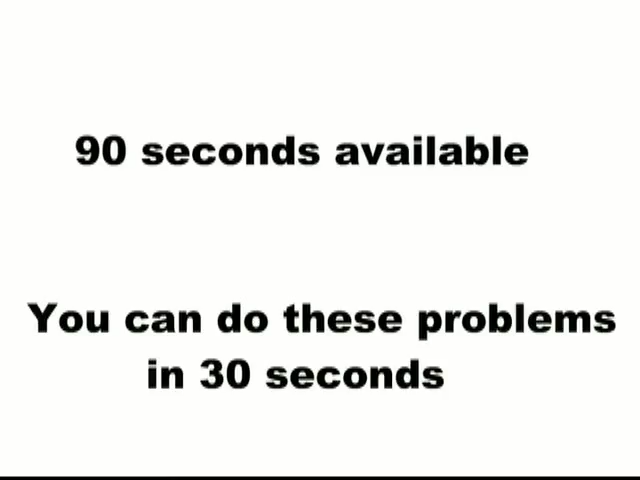 90 seconds available
You can do these problems
in 30 seconds